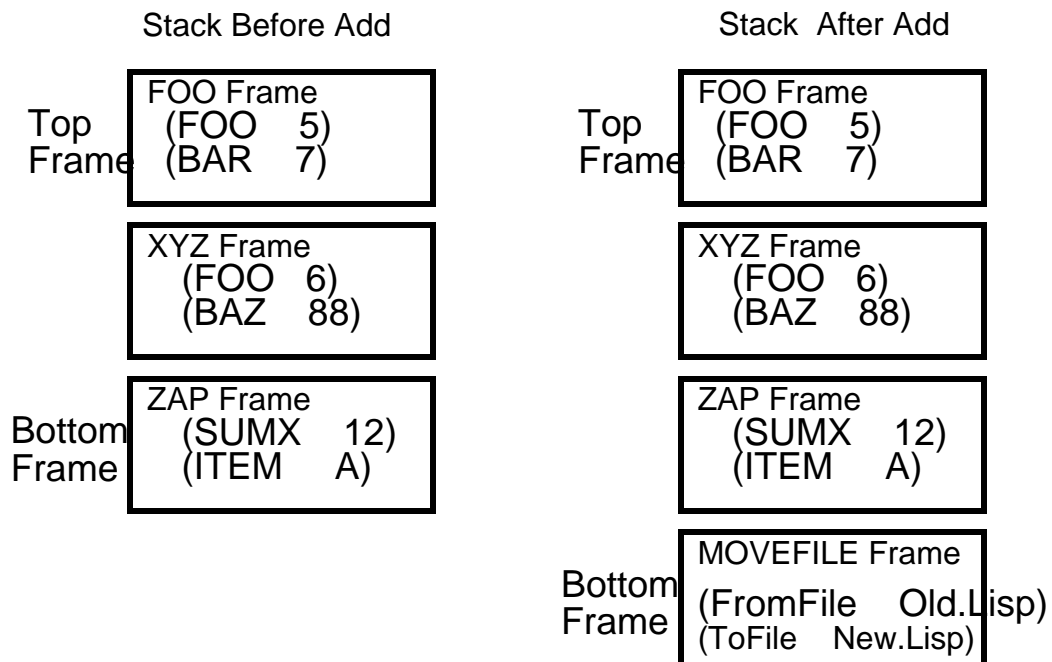 Stack Before Add
FOO Frame
(FOO 5)
(BAR 7)
Top
Frame
XYZ Frame
(FOO 6)
(BAZ 88)
ZAP Frame
(SUMX 12)
(ITEM A)
Bottom
Frame
Stack After Add
FOO Frame
(FOO 5)
(BAR 7)
Top
Frame
XYZ Frame
(FOO 6)
(BAZ 88)
ZAP Frame
(SUMX 12)
(ITEM A)
MOVEFILE Frame
(FromFile Old.Lisp)
(ToFile New.Lisp)
Bottom
Frame